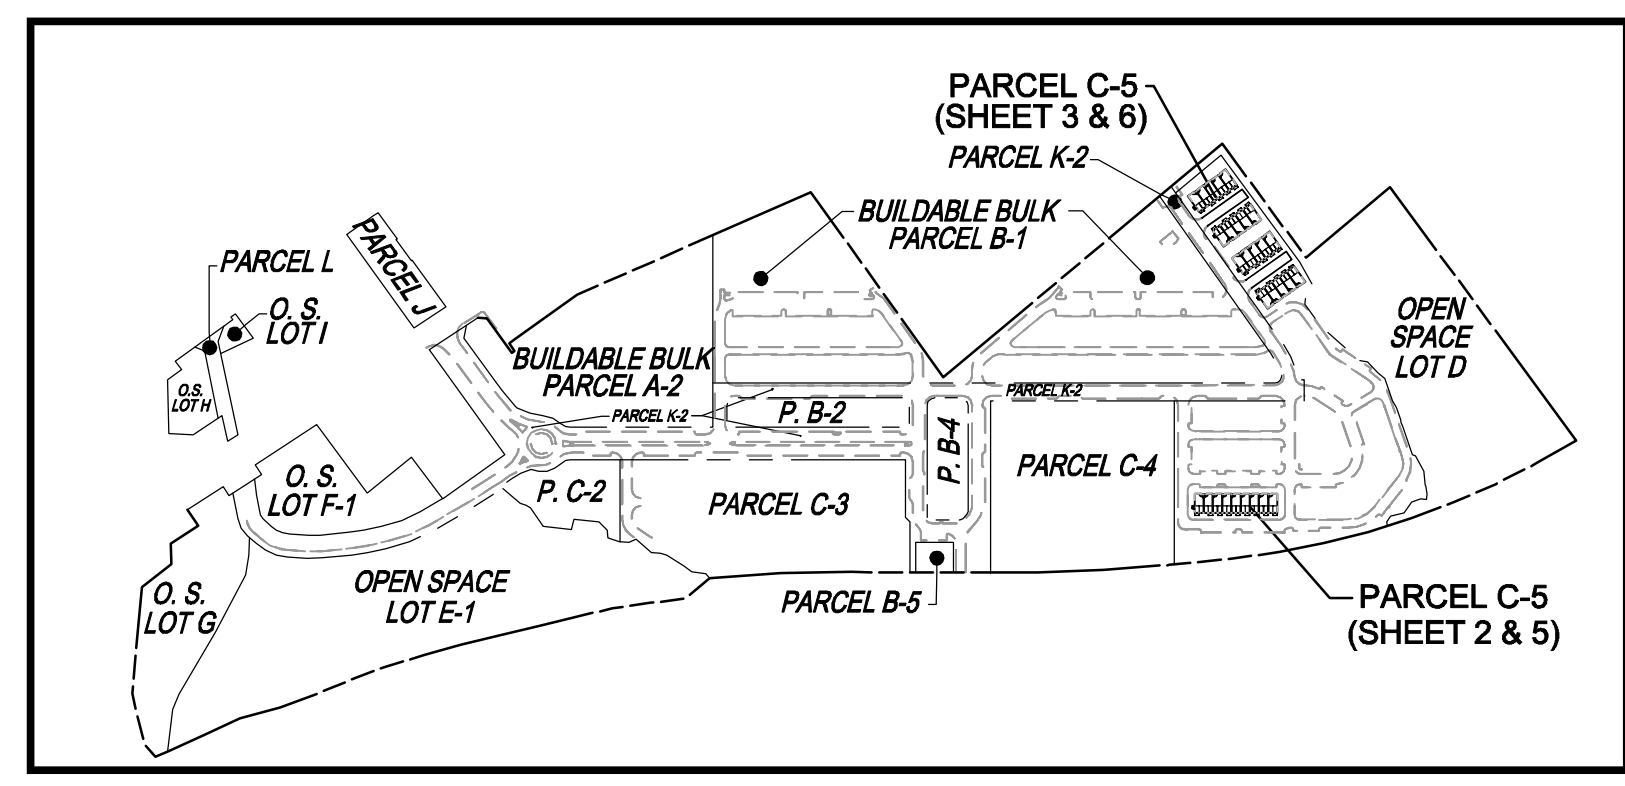 PARCEL C-5
(SHEET 3 & 6)
PARCEL K-2
BUILDABLE BULK
PARCEL B-1
PARCEL J
PARCEL L
O. S.
LOT I
O.S.
LOT H
OPEN
SPACE
LOT D
BUILDABLE BULK
PARCEL A-2
PARCEL K-2
PARCEL K-2
P. B-2
P. B-4
PARCEL C-4
O. S.
LOT F-1
P. C-2
PARCEL C-3
OPEN SPACE
LOT E-1
O. S.
LOT G
PARCEL B-5
PARCEL C-5
(SHEET 2 & 5)